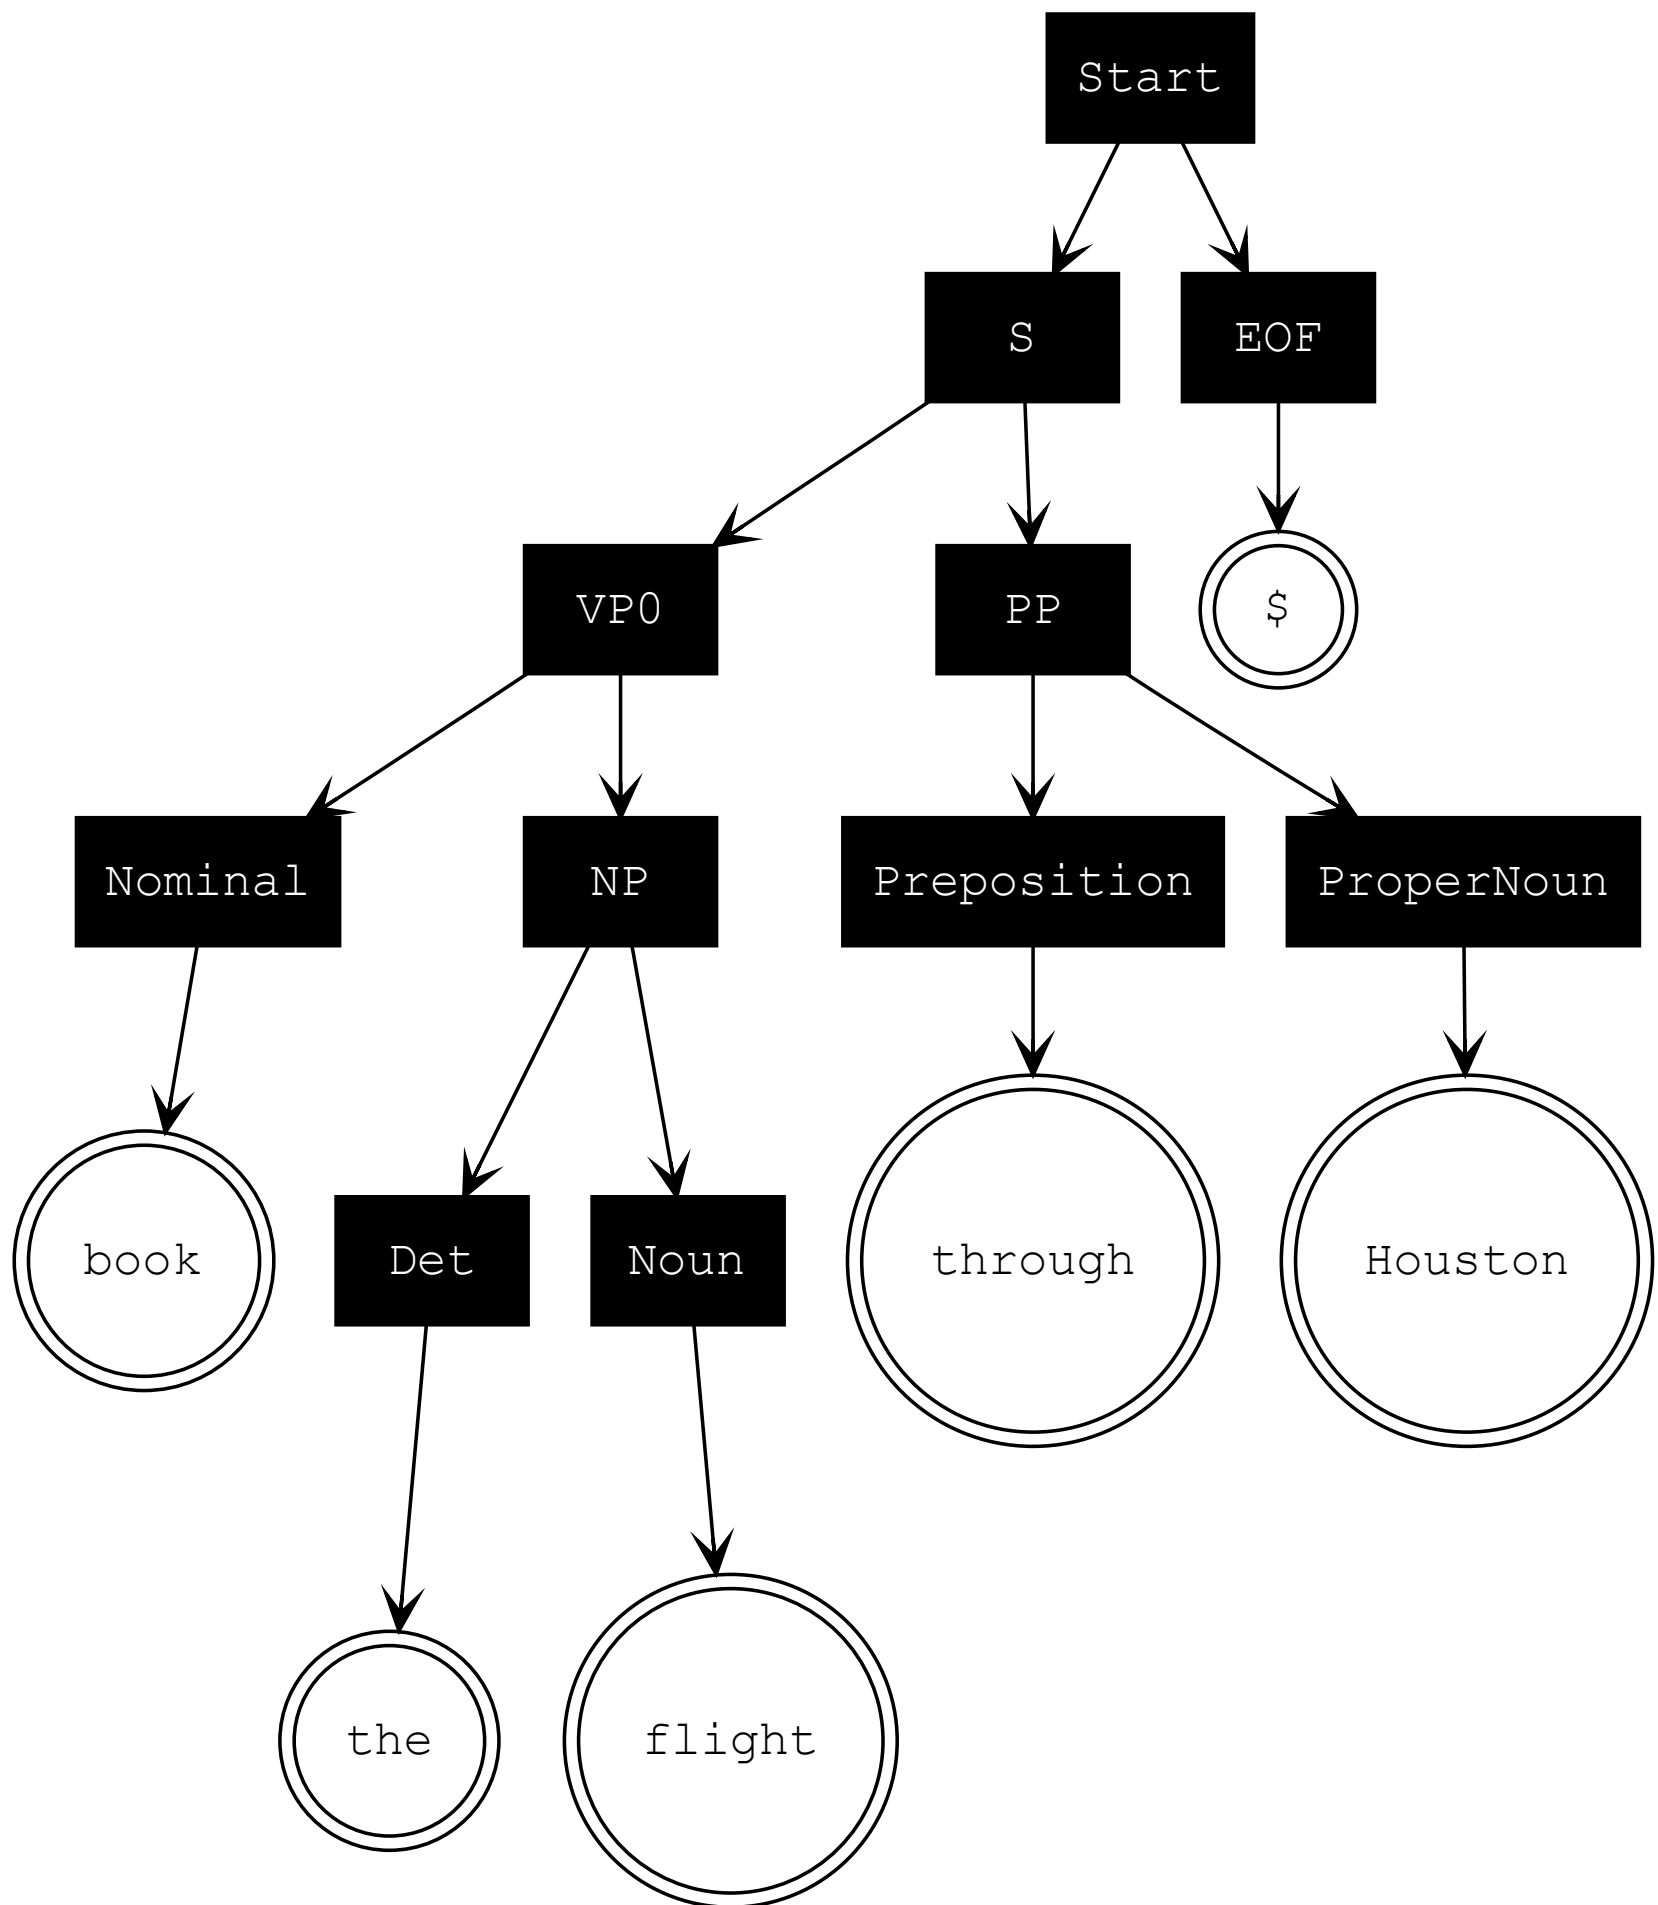 Start
S
EOF
VP0
PP
$
Nominal
NP
Preposition
ProperNoun
book
Det
Noun
through
Houston
the
flight